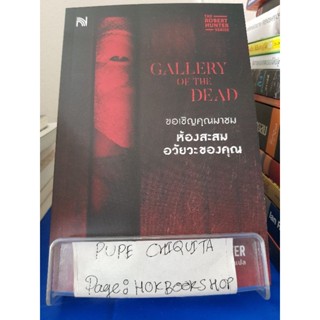 THE
ROBERT
HUNTER
SERIES
GALLERY
OF THE
DEAD
ขอเชิญคุณมาชม
ห้องสะสม
อวัยวะของคุณ
PUPE CHIQUITA
Page: HOKBOOKSHOP